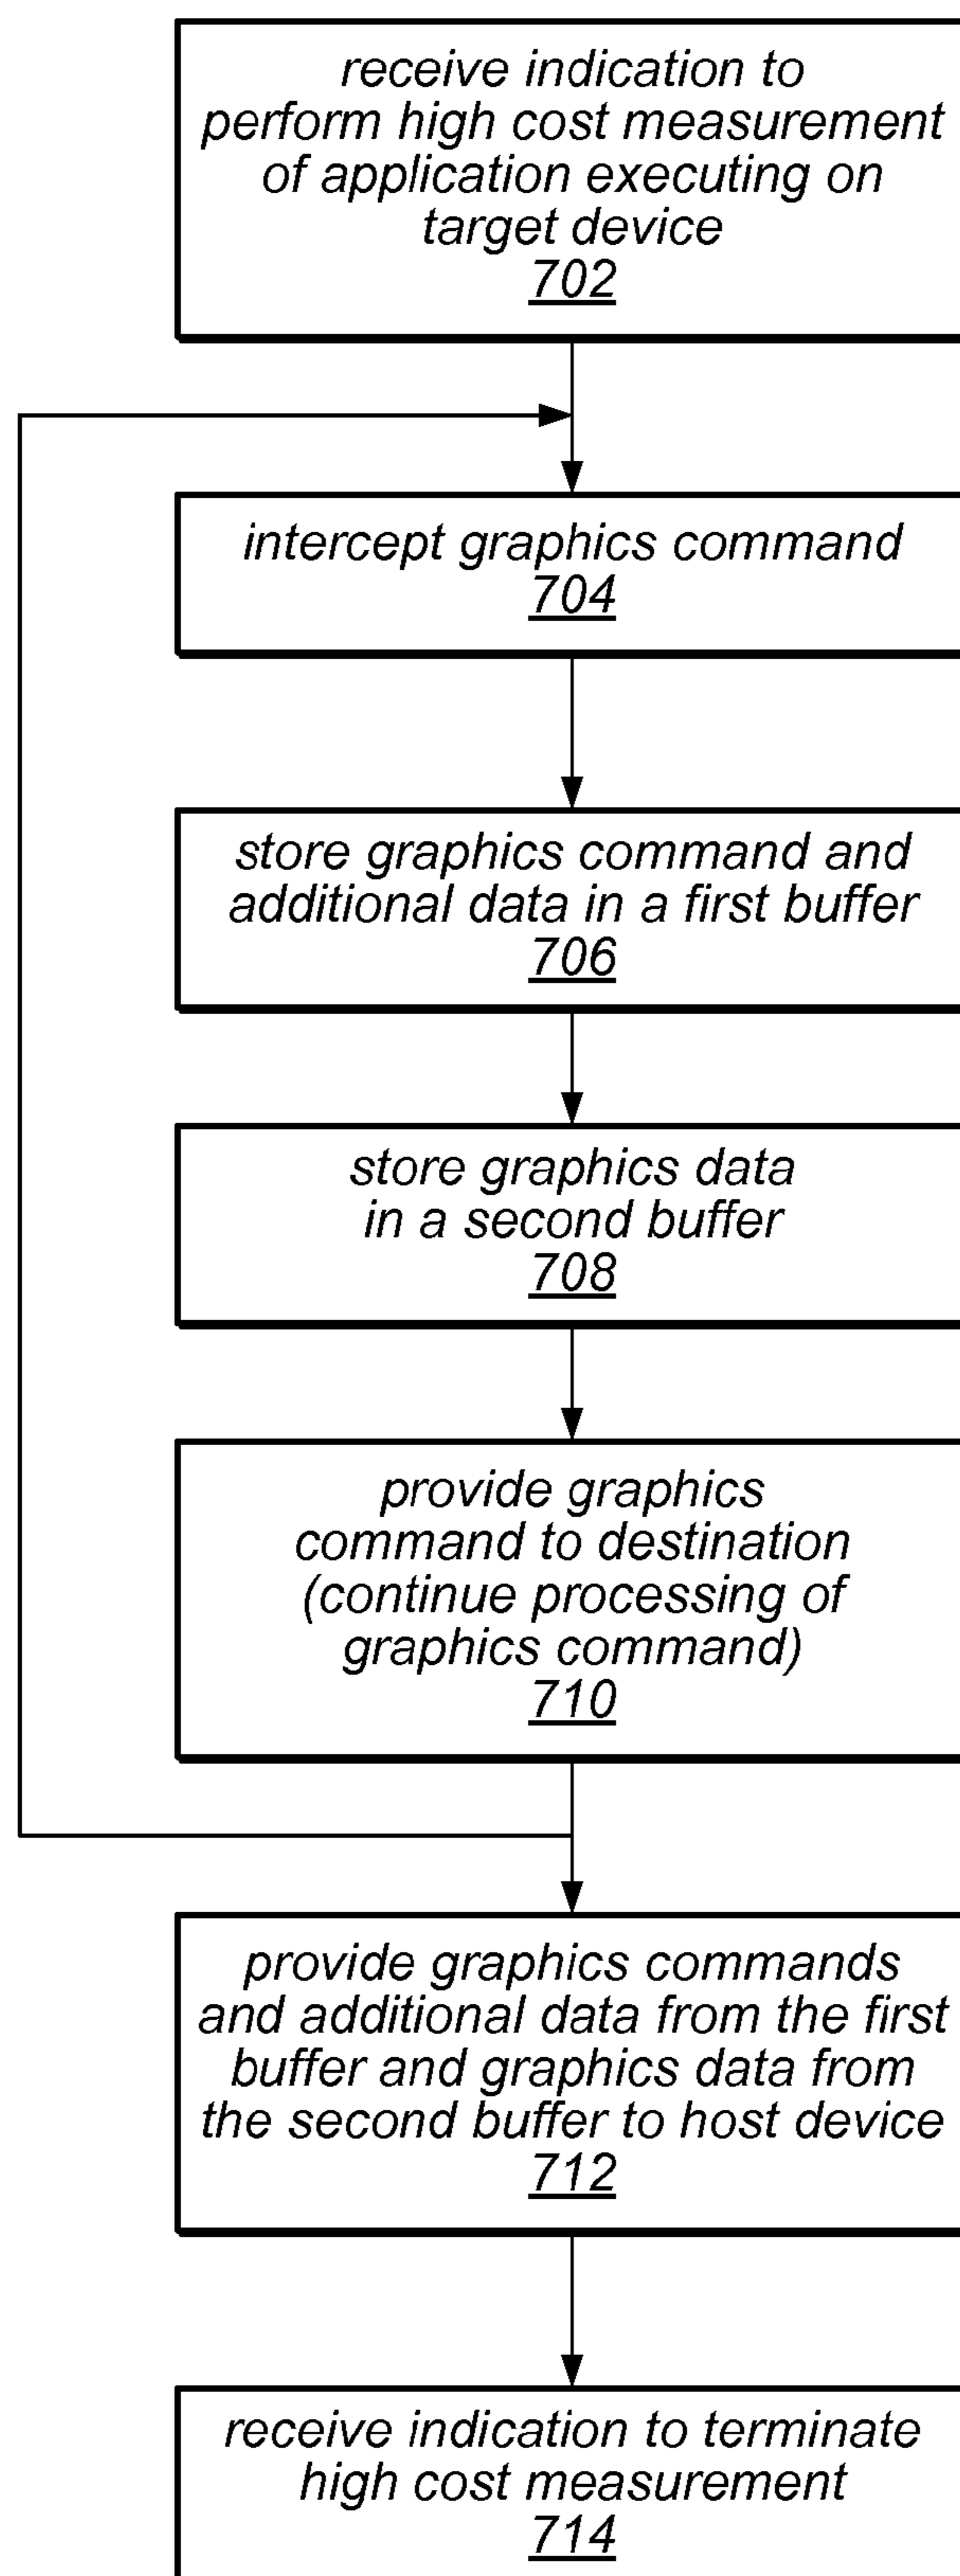 receive indication to
perform high cost measurement
of application executing on
target device
702
intercept graphics command
704
store graphics command and
additional data in a first buffer
706
store graphics data
in a second buffer
708
provide graphics
command to destination
(continue processing of
graphics command)
710
provide graphics commands
and additional data from the first
buffer and graphics data from
the second buffer to host device
712
receive indication to terminate
high cost measurement
714